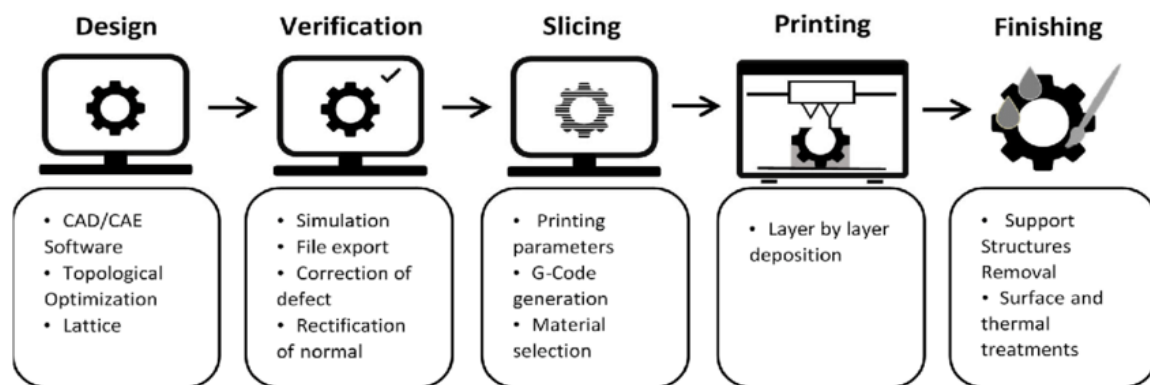 Design
Verification
Slicing
Printing
Finishing
• CAD/CAE
Software
• Topological
Optimization
• Lattice
• Simulation
• File export
• Correction of
defect
• Rectification
of normal
• Printing
parameters
• G-Code
generation
• Material
selection
• Layer by layer
deposition
• Support
Structures
Removal
• Surface and
thermal
treatments